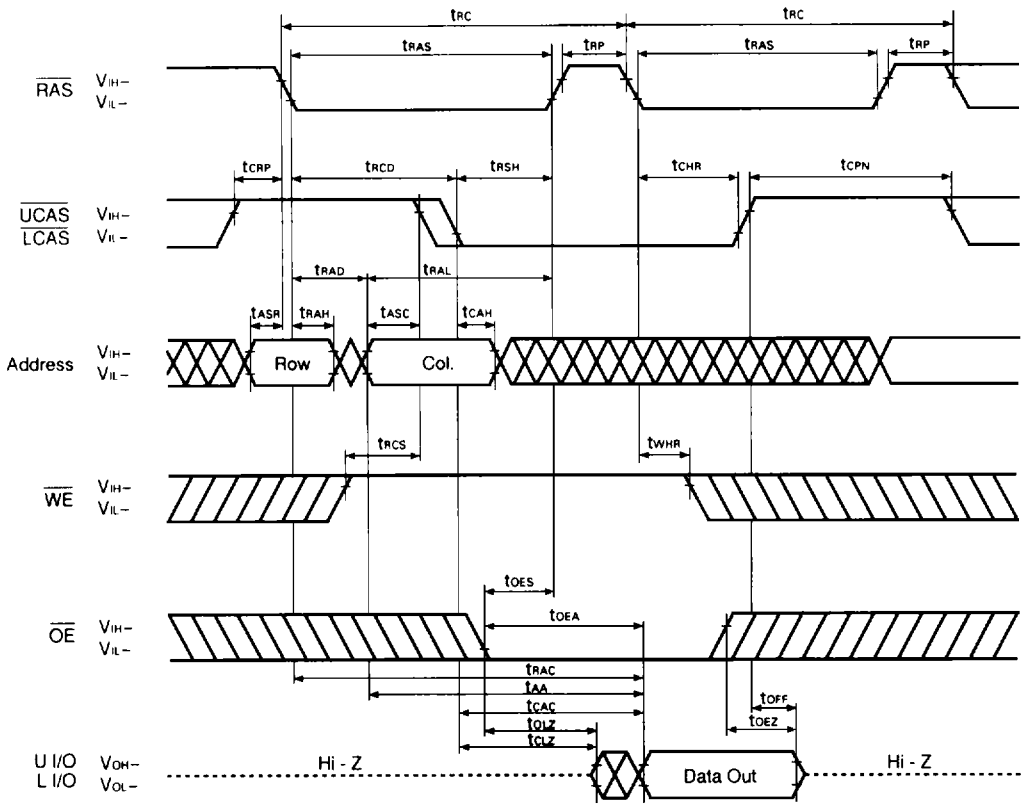 tRC tRC
tRAS tRP tRAS tRP
RAS VIH– VIL–
tCRP tRCD tRSH tCHR tCPN
UCAS LCAS VIH– VIL–
tRAD tRAL
tASR tRAH tASC tCAH
Address VIH– VIL– Row Col.
tRCS tWHR
WE VIH– VIL–
tOES
tOEA
OE VIH– VIL–
tRAC
tAA
tCAC tOFF
tOLZ tOEZ
tCLZ
U I/O L I/O VOH– VOL– Hi - Z Data Out Hi - Z